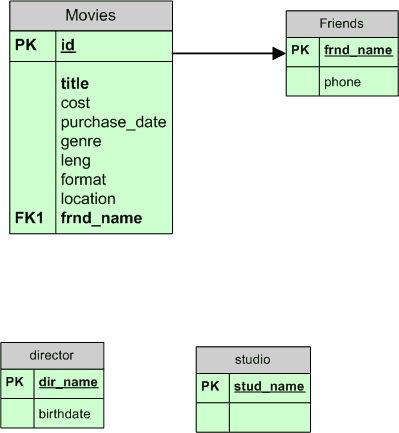 Movies
PK id
title
cost
purchase_date
genre
leng
format
location
FK1 frnd_name
Friends
PK frnd_name
phone
director
PK dir_name
birthdate
studio
PK stud_name